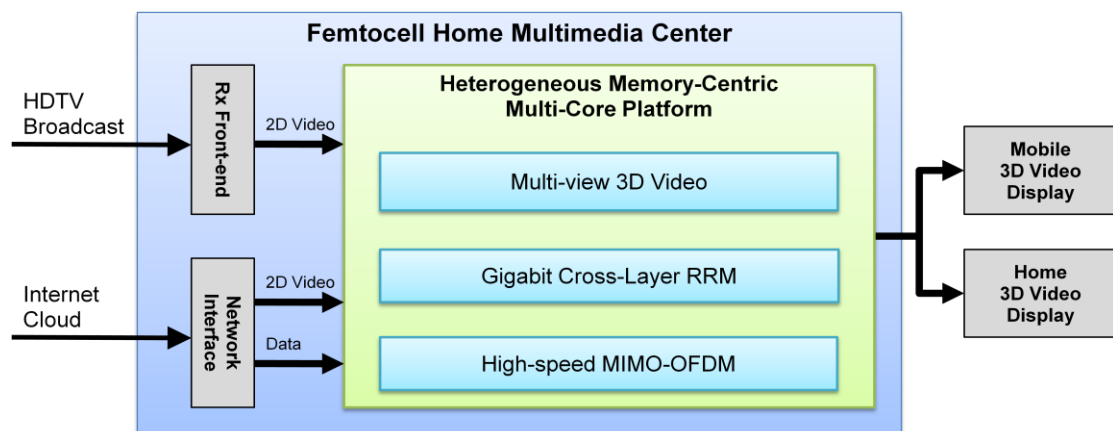 Femtocell Home Multimedia Center
HDTV
Broadcast
Rx Front-end
2D Video
Heterogeneous Memory-Centric
Multi-Core Platform
Multi-view 3D Video
Gigabit Cross-Layer RRM
High-speed MIMO-OFDM
Internet
Cloud
Network
Interface
2D Video
Data
Mobile
3D Video
Display
Home
3D Video
Display